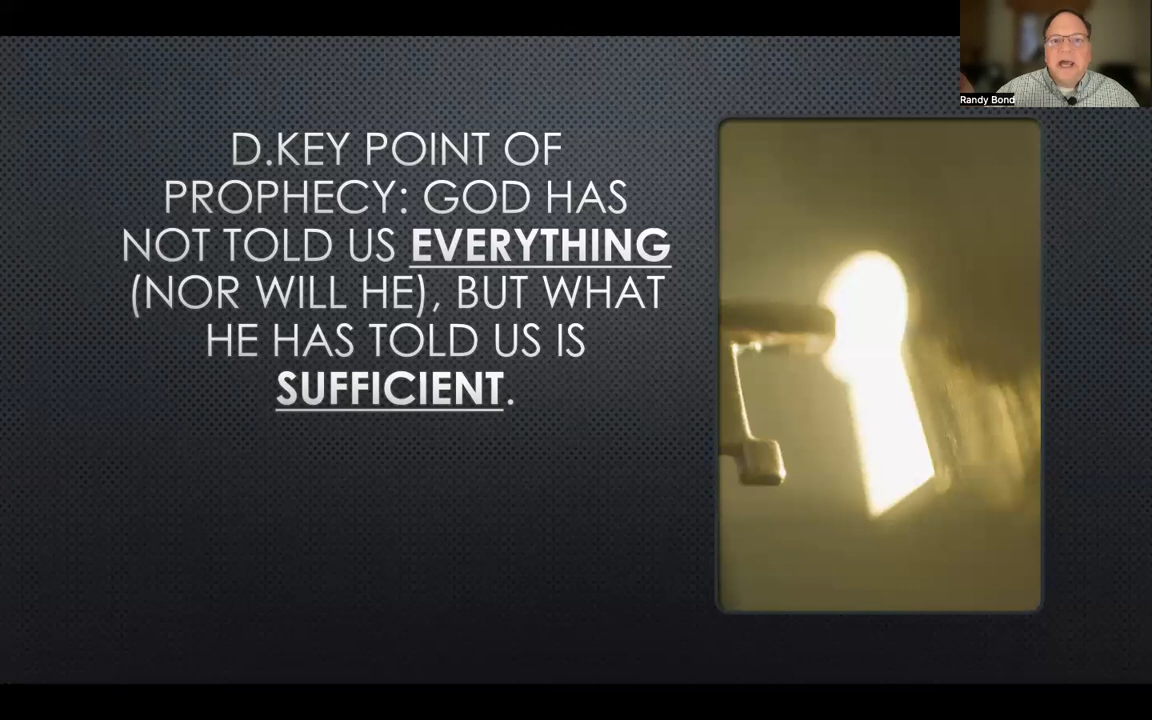 Randy Bond
D.KEY POINT OF
PROPHECY: GOD HAS
NOT TOLD US EVERYTHING
(NOR WILL HE), BUT WHAT
HE HAS TOLD US IS
SUFFICIENT.